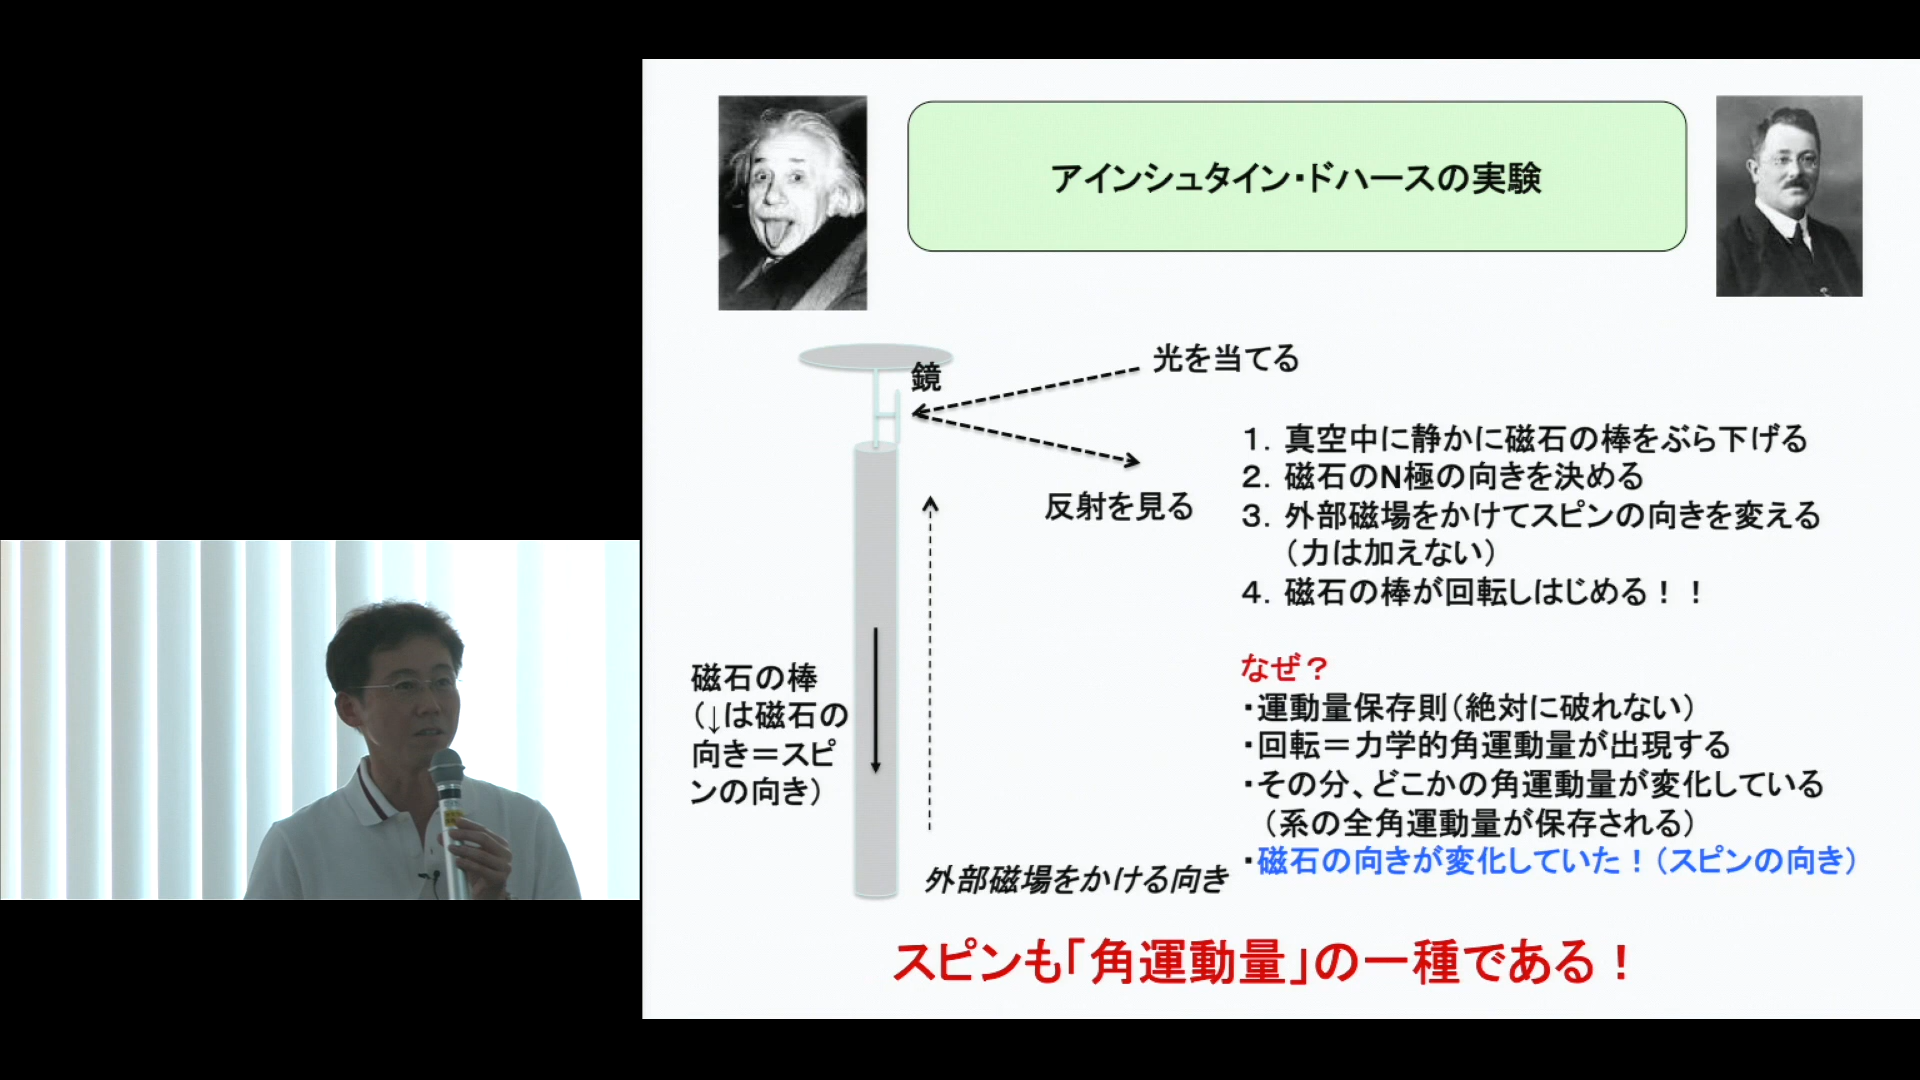 アインシュタイン・ドハースの実験
鏡
光を当てる
反射を見る
磁石の棒
（↓は磁石の
向き＝スピ
ンの向き）
外部磁場をかける向き
1．真空中に静かに磁石の棒をぶら下げる
2．磁石のN極の向きを決める
3．外部磁場をかけてスピンの向きを変える
（力は加えない）
4．磁石の棒が回転しはじめる！！
なぜ？
・運動量保存則（絶対に破れない）
・回転＝力学的角運動量が出現する
・その分、どこかの角運動量が変化している
（系の全角運動量が保存される）
・磁石の向きが変化していた！（スピンの向き）
スピンも「角運動量」の一種である！